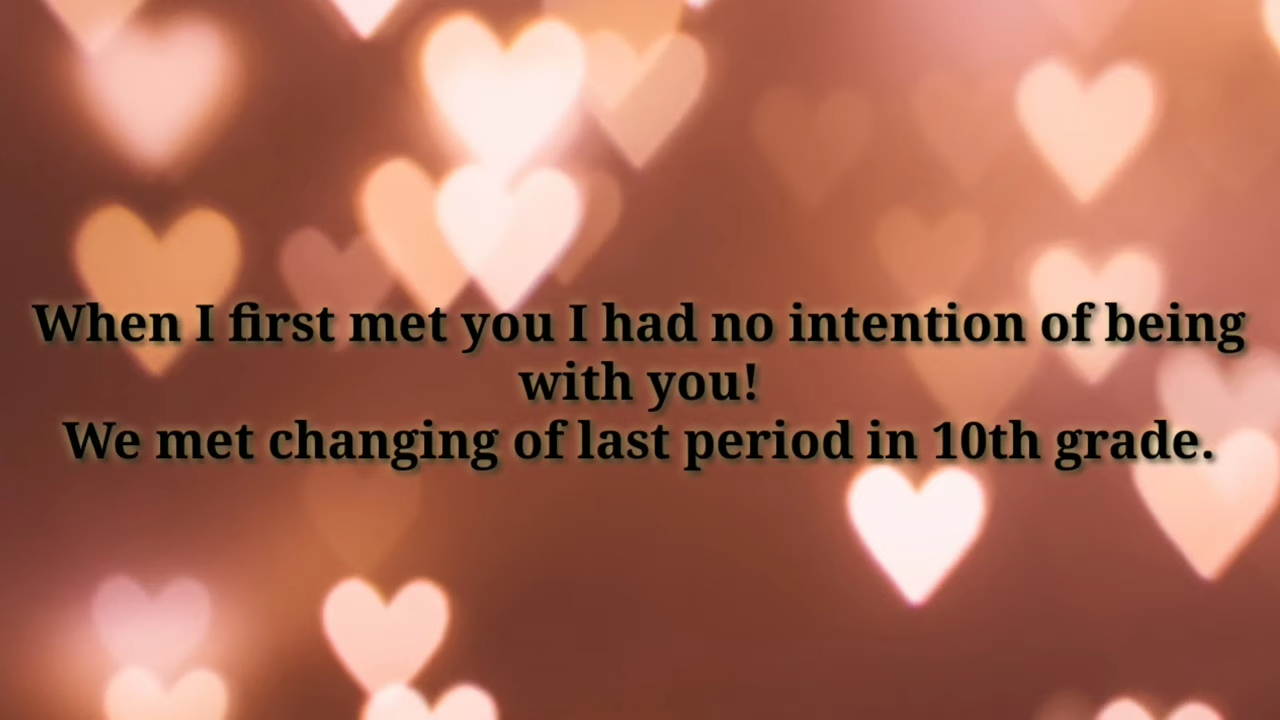 When I first met you I had no intention of being
with you!
We met changing of last period in 10th grade.